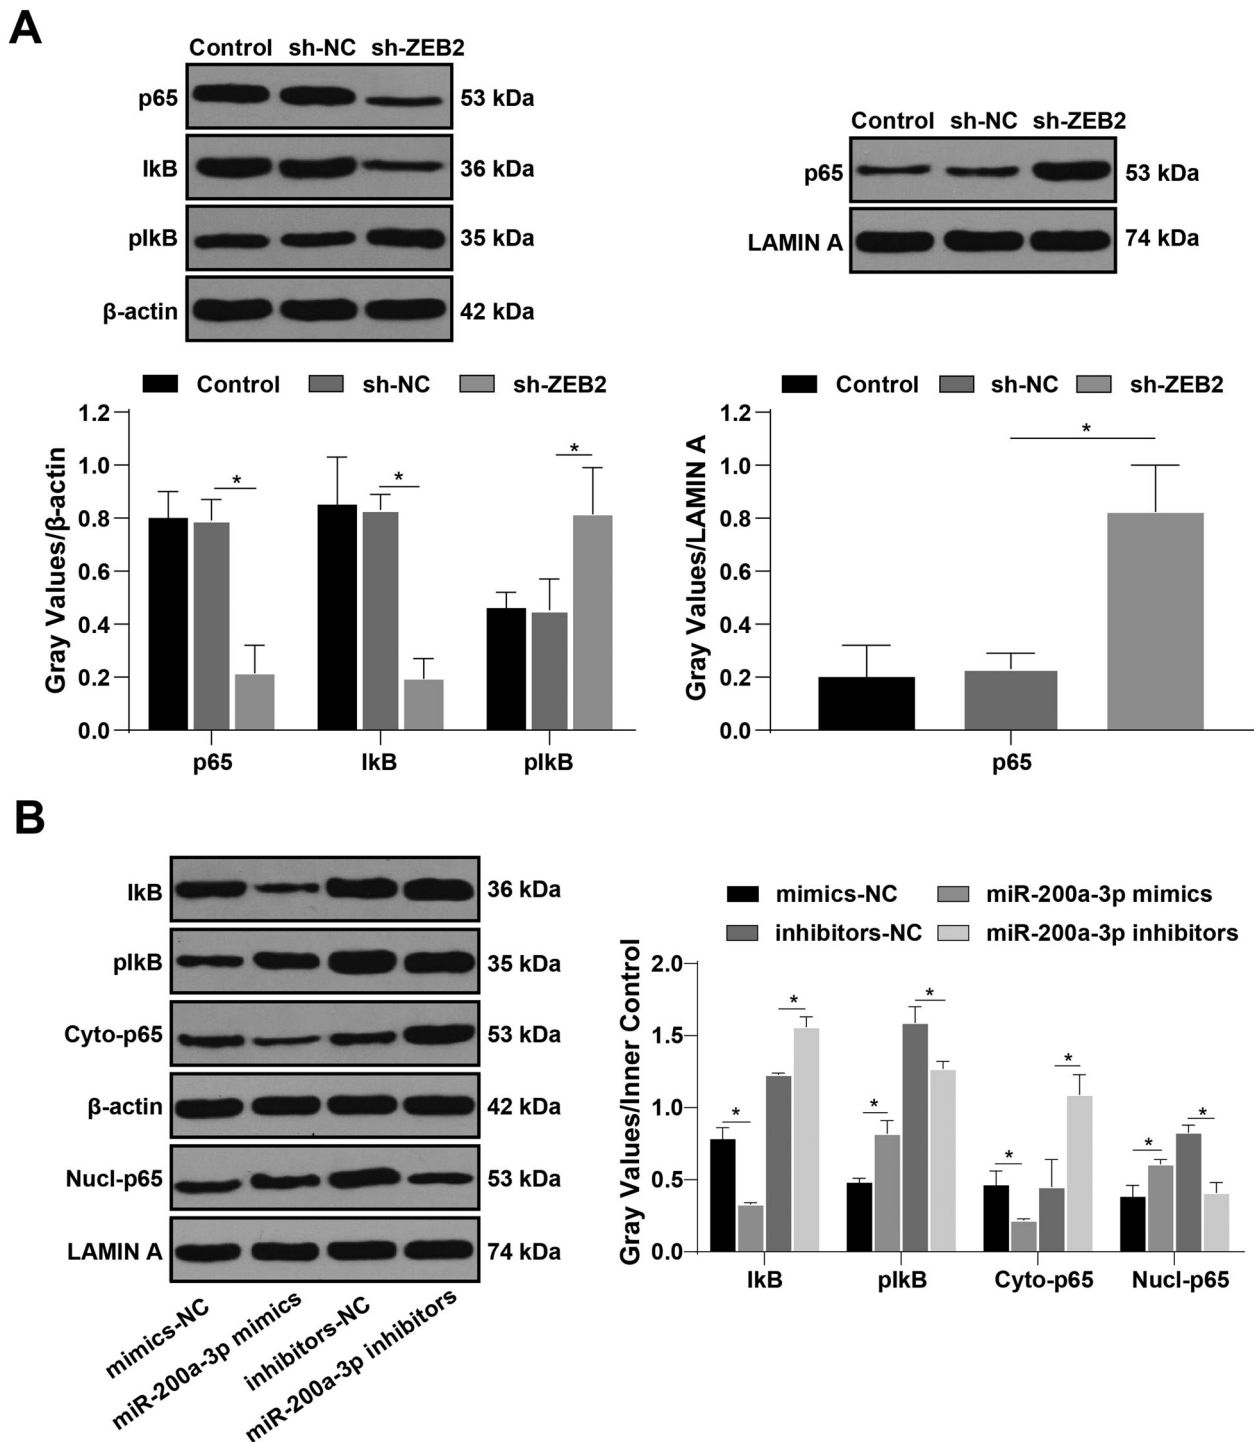 A
Control sh-NC sh-ZEB2
p65 53 kDa
IkB 36 kDa
pIkB 35 kDa
β-actin 42 kDa
Control sh-NC sh-ZEB2
p65 53 kDa
LAMIN A 74 kDa
Control sh-NC sh-ZEB2
Gray Values/β-actin
1.2
1.0
0.8
0.6
0.4
0.2
0.0
* * *
p65 IkB pIkB
Control sh-NC sh-ZEB2
Gray Values/LAMIN A
1.2
1.0
0.8
0.6
0.4
0.2
0.0
*
p65
B
IkB 36 kDa
pIkB 35 kDa
Cyto-p65 53 kDa
β-actin 42 kDa
Nucl-p65 53 kDa
LAMIN A 74 kDa
mimics-NC
miR-200a-3p mimics
inhibitors-NC
miR-200a-3p inhibitors
mimics-NC miR-200a-3p mimics
inhibitors-NC miR-200a-3p inhibitors
Gray Values/Inner Control
2.0
1.5
1.0
0.5
0.0
* * * * * * * *
IkB pIkB Cyto-p65 Nucl-p65